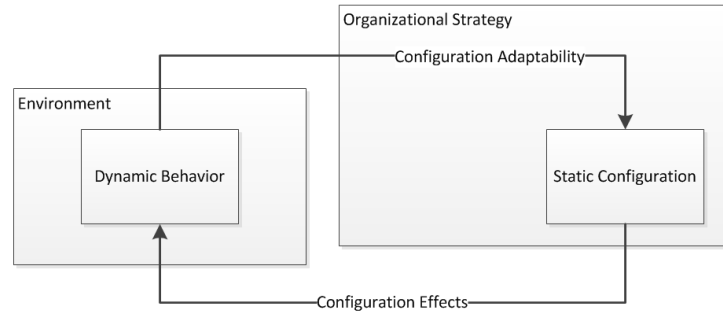 Organizational Strategy
Configuration Adaptability
Environment
Dynamic Behavior
Static Configuration
Configuration Effects